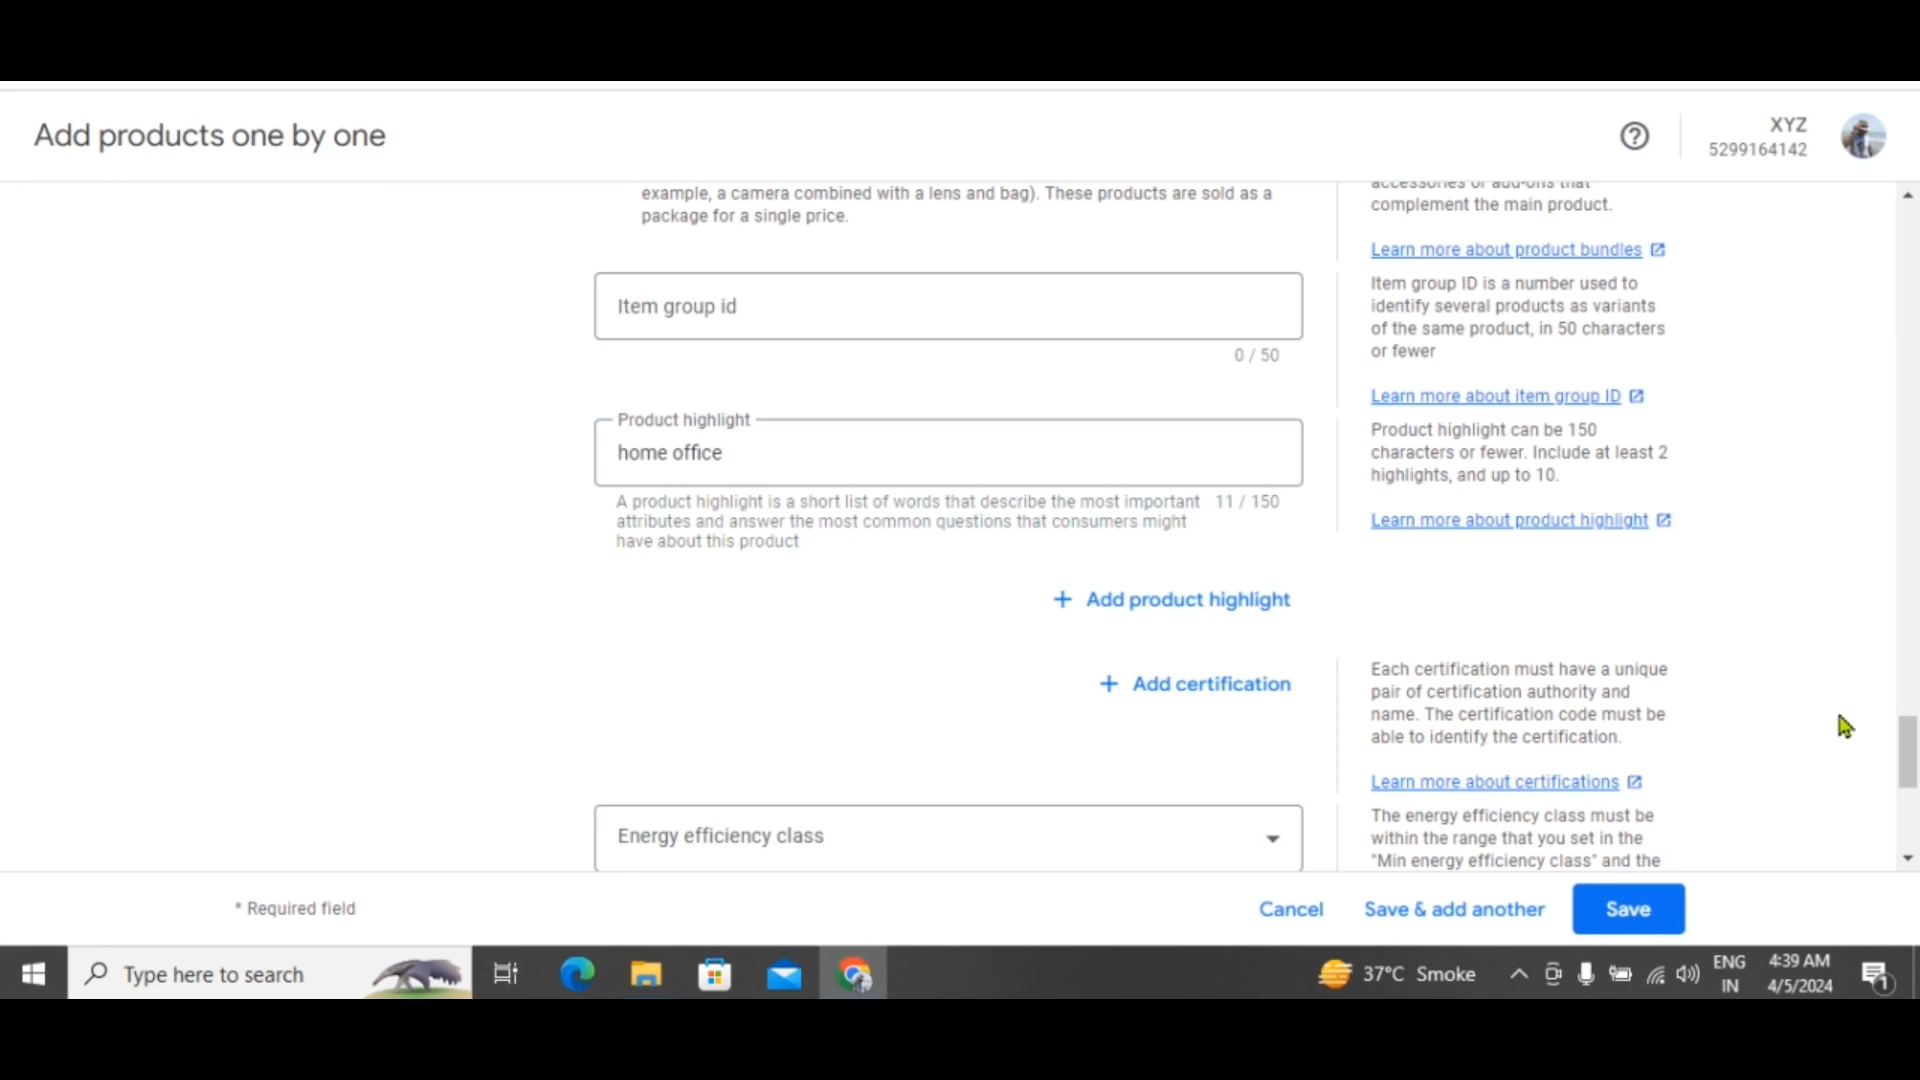 Add products one by one
XYZ
5299164142
example, a camera combined with a lens and bag). These products are sold as a
package for a single price.
accessories or add-ons that
complement the main product.
Learn more about product bundles
Item group id
0 / 50
Item group ID is a number used to
identify several products as variants
of the same product, in 50 characters
or fewer
Learn more about item group ID
Product highlight
home office
A product highlight is a short list of words that describe the most important
attributes and answer the most common questions that consumers might
have about this product
11 / 150
Product highlight can be 150
characters or fewer. Include at least 2
highlights, and up to 10.
Learn more about product highlight
+ Add product highlight
+ Add certification
Each certification must have a unique
pair of certification authority and
name. The certification code must be
able to identify the certification.
Learn more about certifications
Energy efficiency class
The energy efficiency class must be
within the range that you set in the
"Min energy efficiency class" and the
* Required field
Cancel
Save & add another
Save
Type here to search
37°C Smoke
ENG
IN
4:39 AM
4/5/2024
1